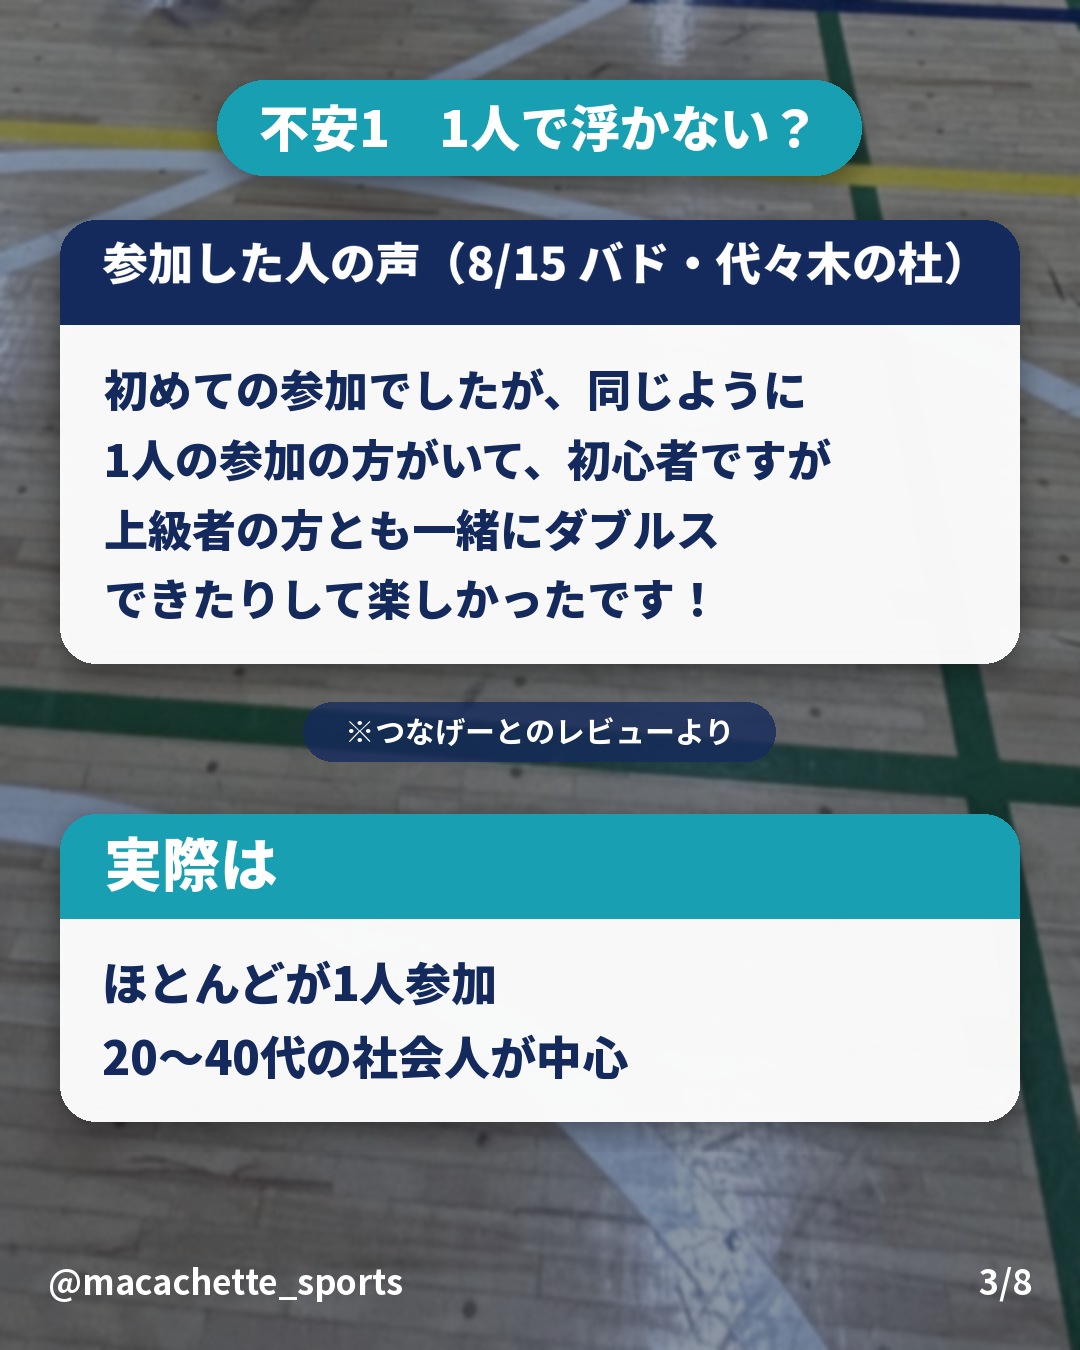 不安1　1人で浮かない？
参加した人の声（8/15 バド・代々木の杜）
初めての参加でしたが、同じように
1人の参加の方がいて、初心者ですが
上級者の方とも一緒にダブルス
できたりして楽しかったです！
※つなげーとのレビューより
実際は
ほとんどが1人参加
20〜40代の社会人が中心
@macachette_sports
3/8